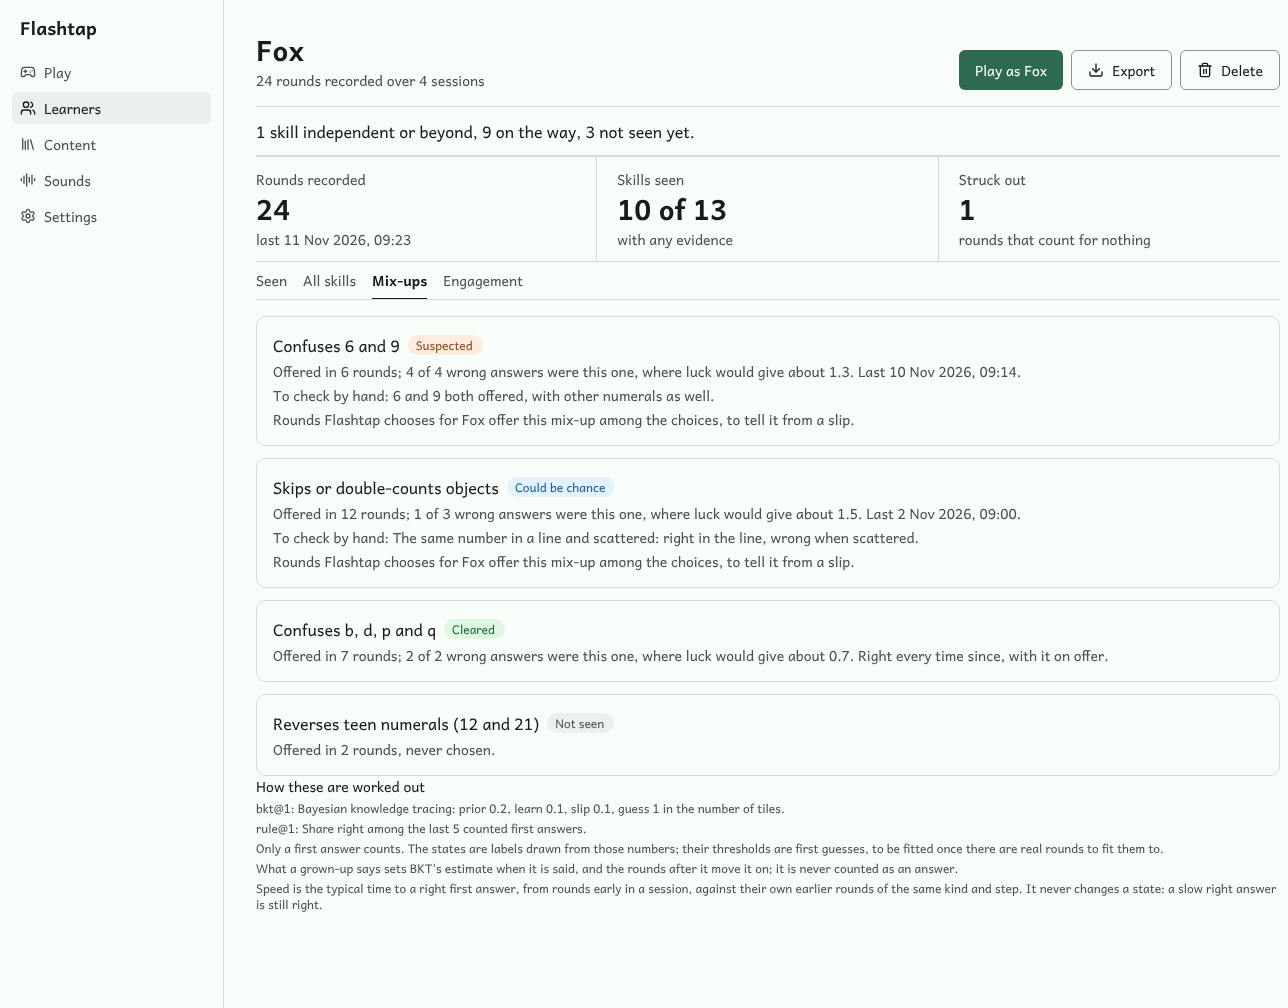 Flashtap
Play
Learners
Content
Sounds
Settings
Fox
24 rounds recorded over 4 sessions
Play as Fox
Export
Delete
1 skill independent or beyond, 9 on the way, 3 not seen yet.
Rounds recorded
24
last 11 Nov 2026, 09:23
Skills seen
10 of 13
with any evidence
Struck out
1
rounds that count for nothing
Seen
All skills
Mix-ups
Engagement
Confuses 6 and 9
Suspected
Offered in 6 rounds; 4 of 4 wrong answers were this one, where luck would give about 1.3. Last 10 Nov 2026, 09:14.
To check by hand: 6 and 9 both offered, with other numerals as well.
Rounds Flashtap chooses for Fox offer this mix-up among the choices, to tell it from a slip.
Skips or double-counts objects
Could be chance
Offered in 12 rounds; 1 of 3 wrong answers were this one, where luck would give about 1.5. Last 2 Nov 2026, 09:00.
To check by hand: The same number in a line and scattered: right in the line, wrong when scattered.
Rounds Flashtap chooses for Fox offer this mix-up among the choices, to tell it from a slip.
Confuses b, d, p and q
Cleared
Offered in 7 rounds; 2 of 2 wrong answers were this one, where luck would give about 0.7. Right every time since, with it on offer.
Reverses teen numerals (12 and 21)
Not seen
Offered in 2 rounds, never chosen.
How these are worked out
bkt@1: Bayesian knowledge tracing: prior 0.2, learn 0.1, slip 0.1, guess 1 in the number of tiles.
rule@1: Share right among the last 5 counted first answers.
Only a first answer counts. The states are labels drawn from those numbers; their thresholds are first guesses, to be fitted once there are real rounds to fit them to.
What a grown-up says sets BKT's estimate when it is said, and the rounds after it move it on; it is never counted as an answer.
Speed is the typical time to a right first answer, from rounds early in a session, against their own earlier rounds of the same kind and step. It never changes a state: a slow right answer
is still right.